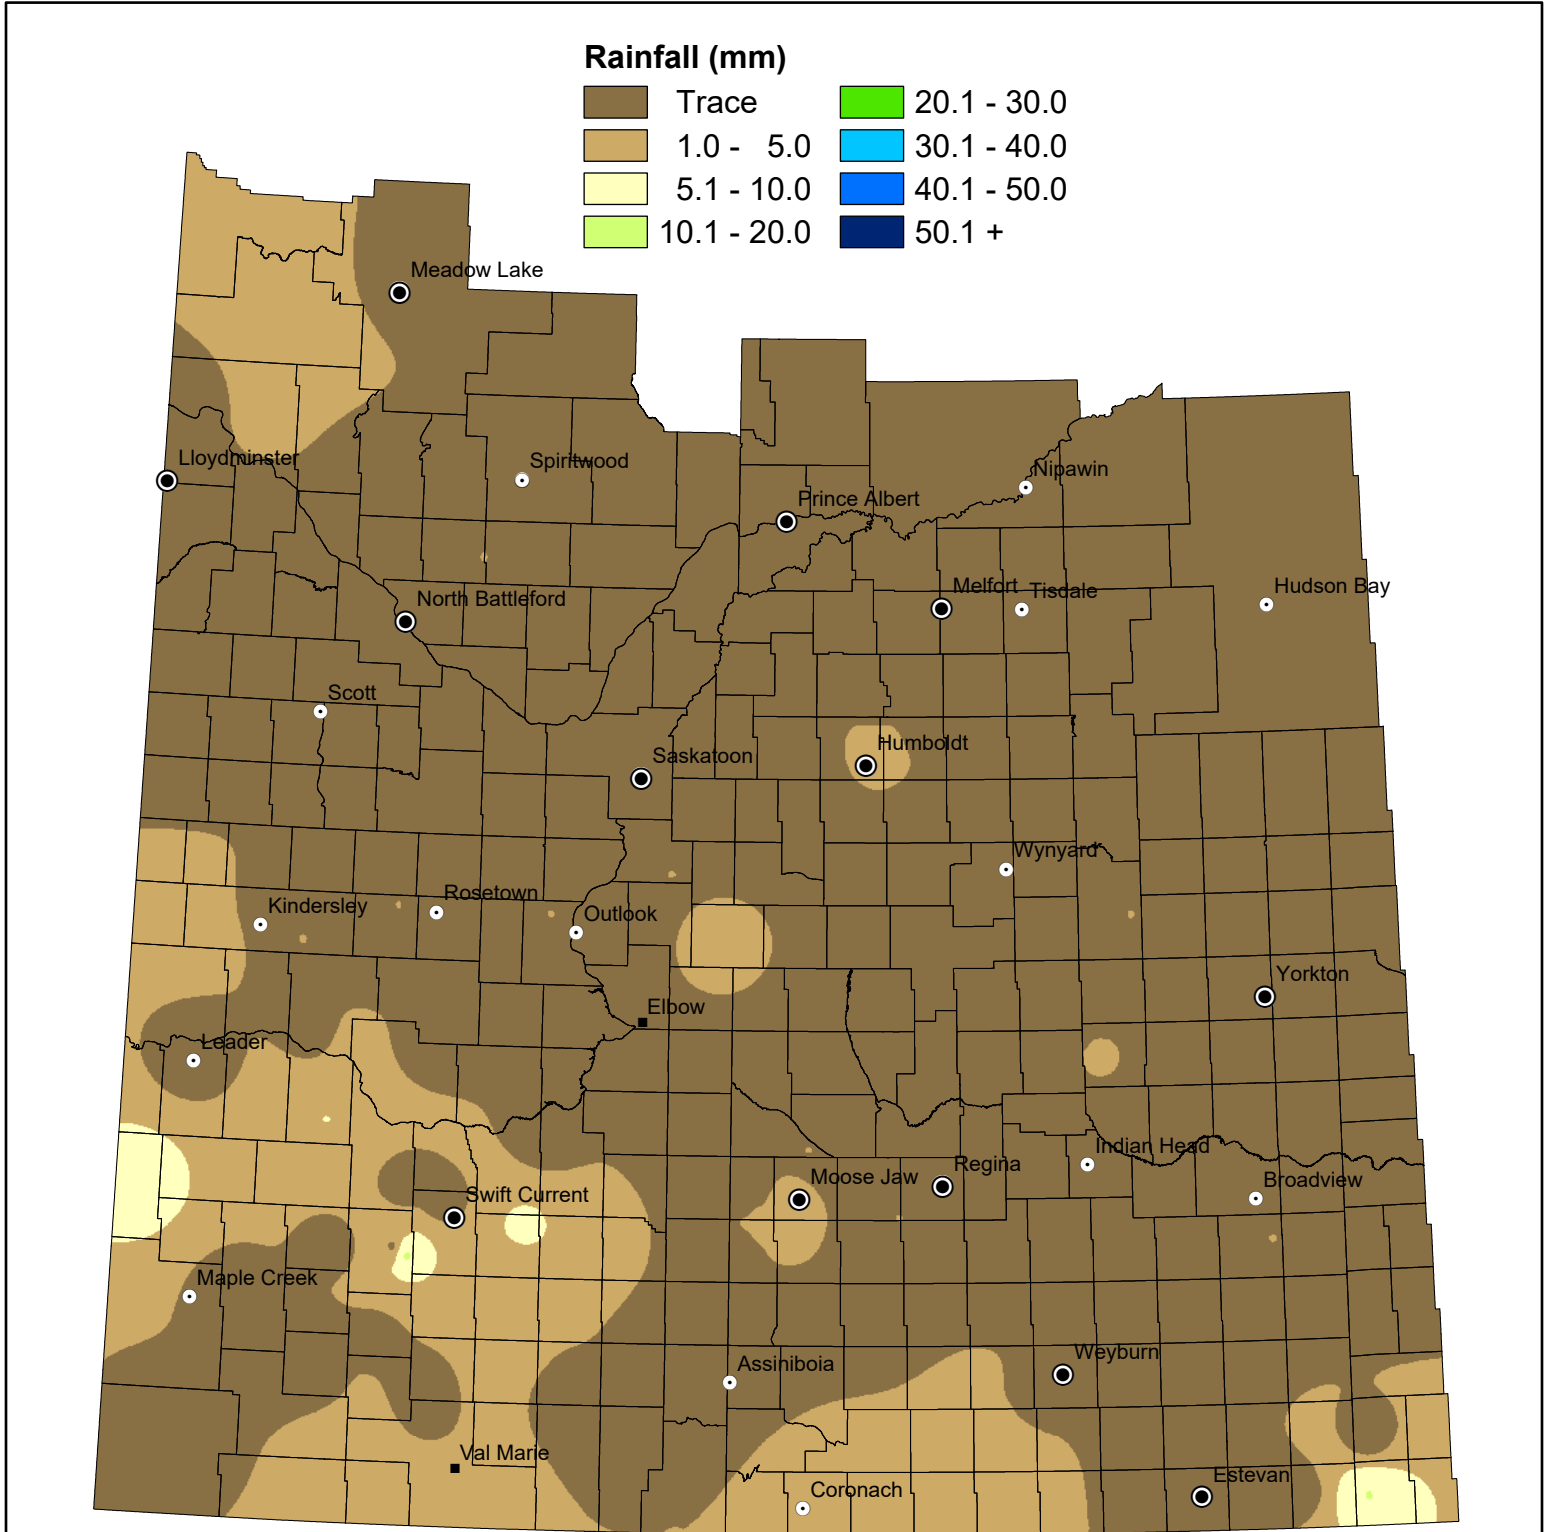 Rainfall (mm)
Trace
20.1 - 30.0
1.0 - 5.0
30.1 - 40.0
5.1 - 10.0
40.1 - 50.0
10.1 - 20.0
50.1 +
Meadow Lake
Lloydminster
Spiritwood
Nipawin
Prince Albert
North Battleford
Melfort
Tisdale
Hudson Bay
Scott
Saskatoon
Humboldt
Wynyard
Kindersley
Rosetown
Outlook
Yorkton
Elbow
Leader
Indian Head
Moose Jaw
Regina
Broadview
Swift Current
Maple Creek
Assiniboia
Weyburn
Val Marie
Estevan
Coronach